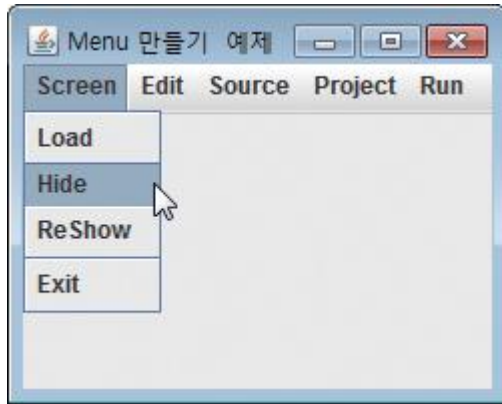 Menu 만들기 예제
Screen Edit Source Project Run
Load
Hide
ReShow
Exit